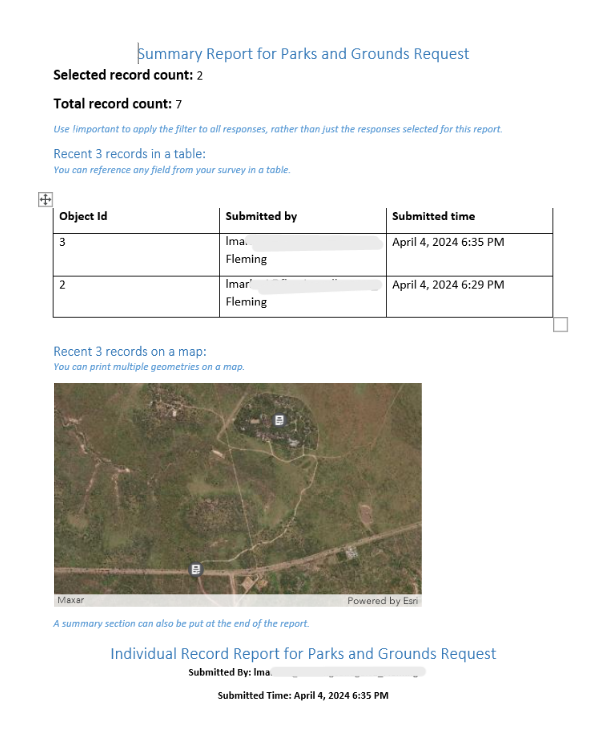 Summary Report for Parks and Grounds Request
Selected record count: 2
Total record count: 7
Use !important to apply the filter to all responses, rather than just the responses selected for this report.
Recent 3 records in a table:
You can reference any field from your survey in a table.
Object Id Submitted by Submitted time
3 lma. April 4, 2024 6:35 PM
Fleming
2 lmar April 4, 2024 6:29 PM
Fleming
Recent 3 records on a map:
You can print multiple geometries on a map.
Maxar Powered by Esri
A summary section can also be put at the end of the report.
Individual Record Report for Parks and Grounds Request
Submitted By: lma
Submitted Time: April 4, 2024 6:35 PM